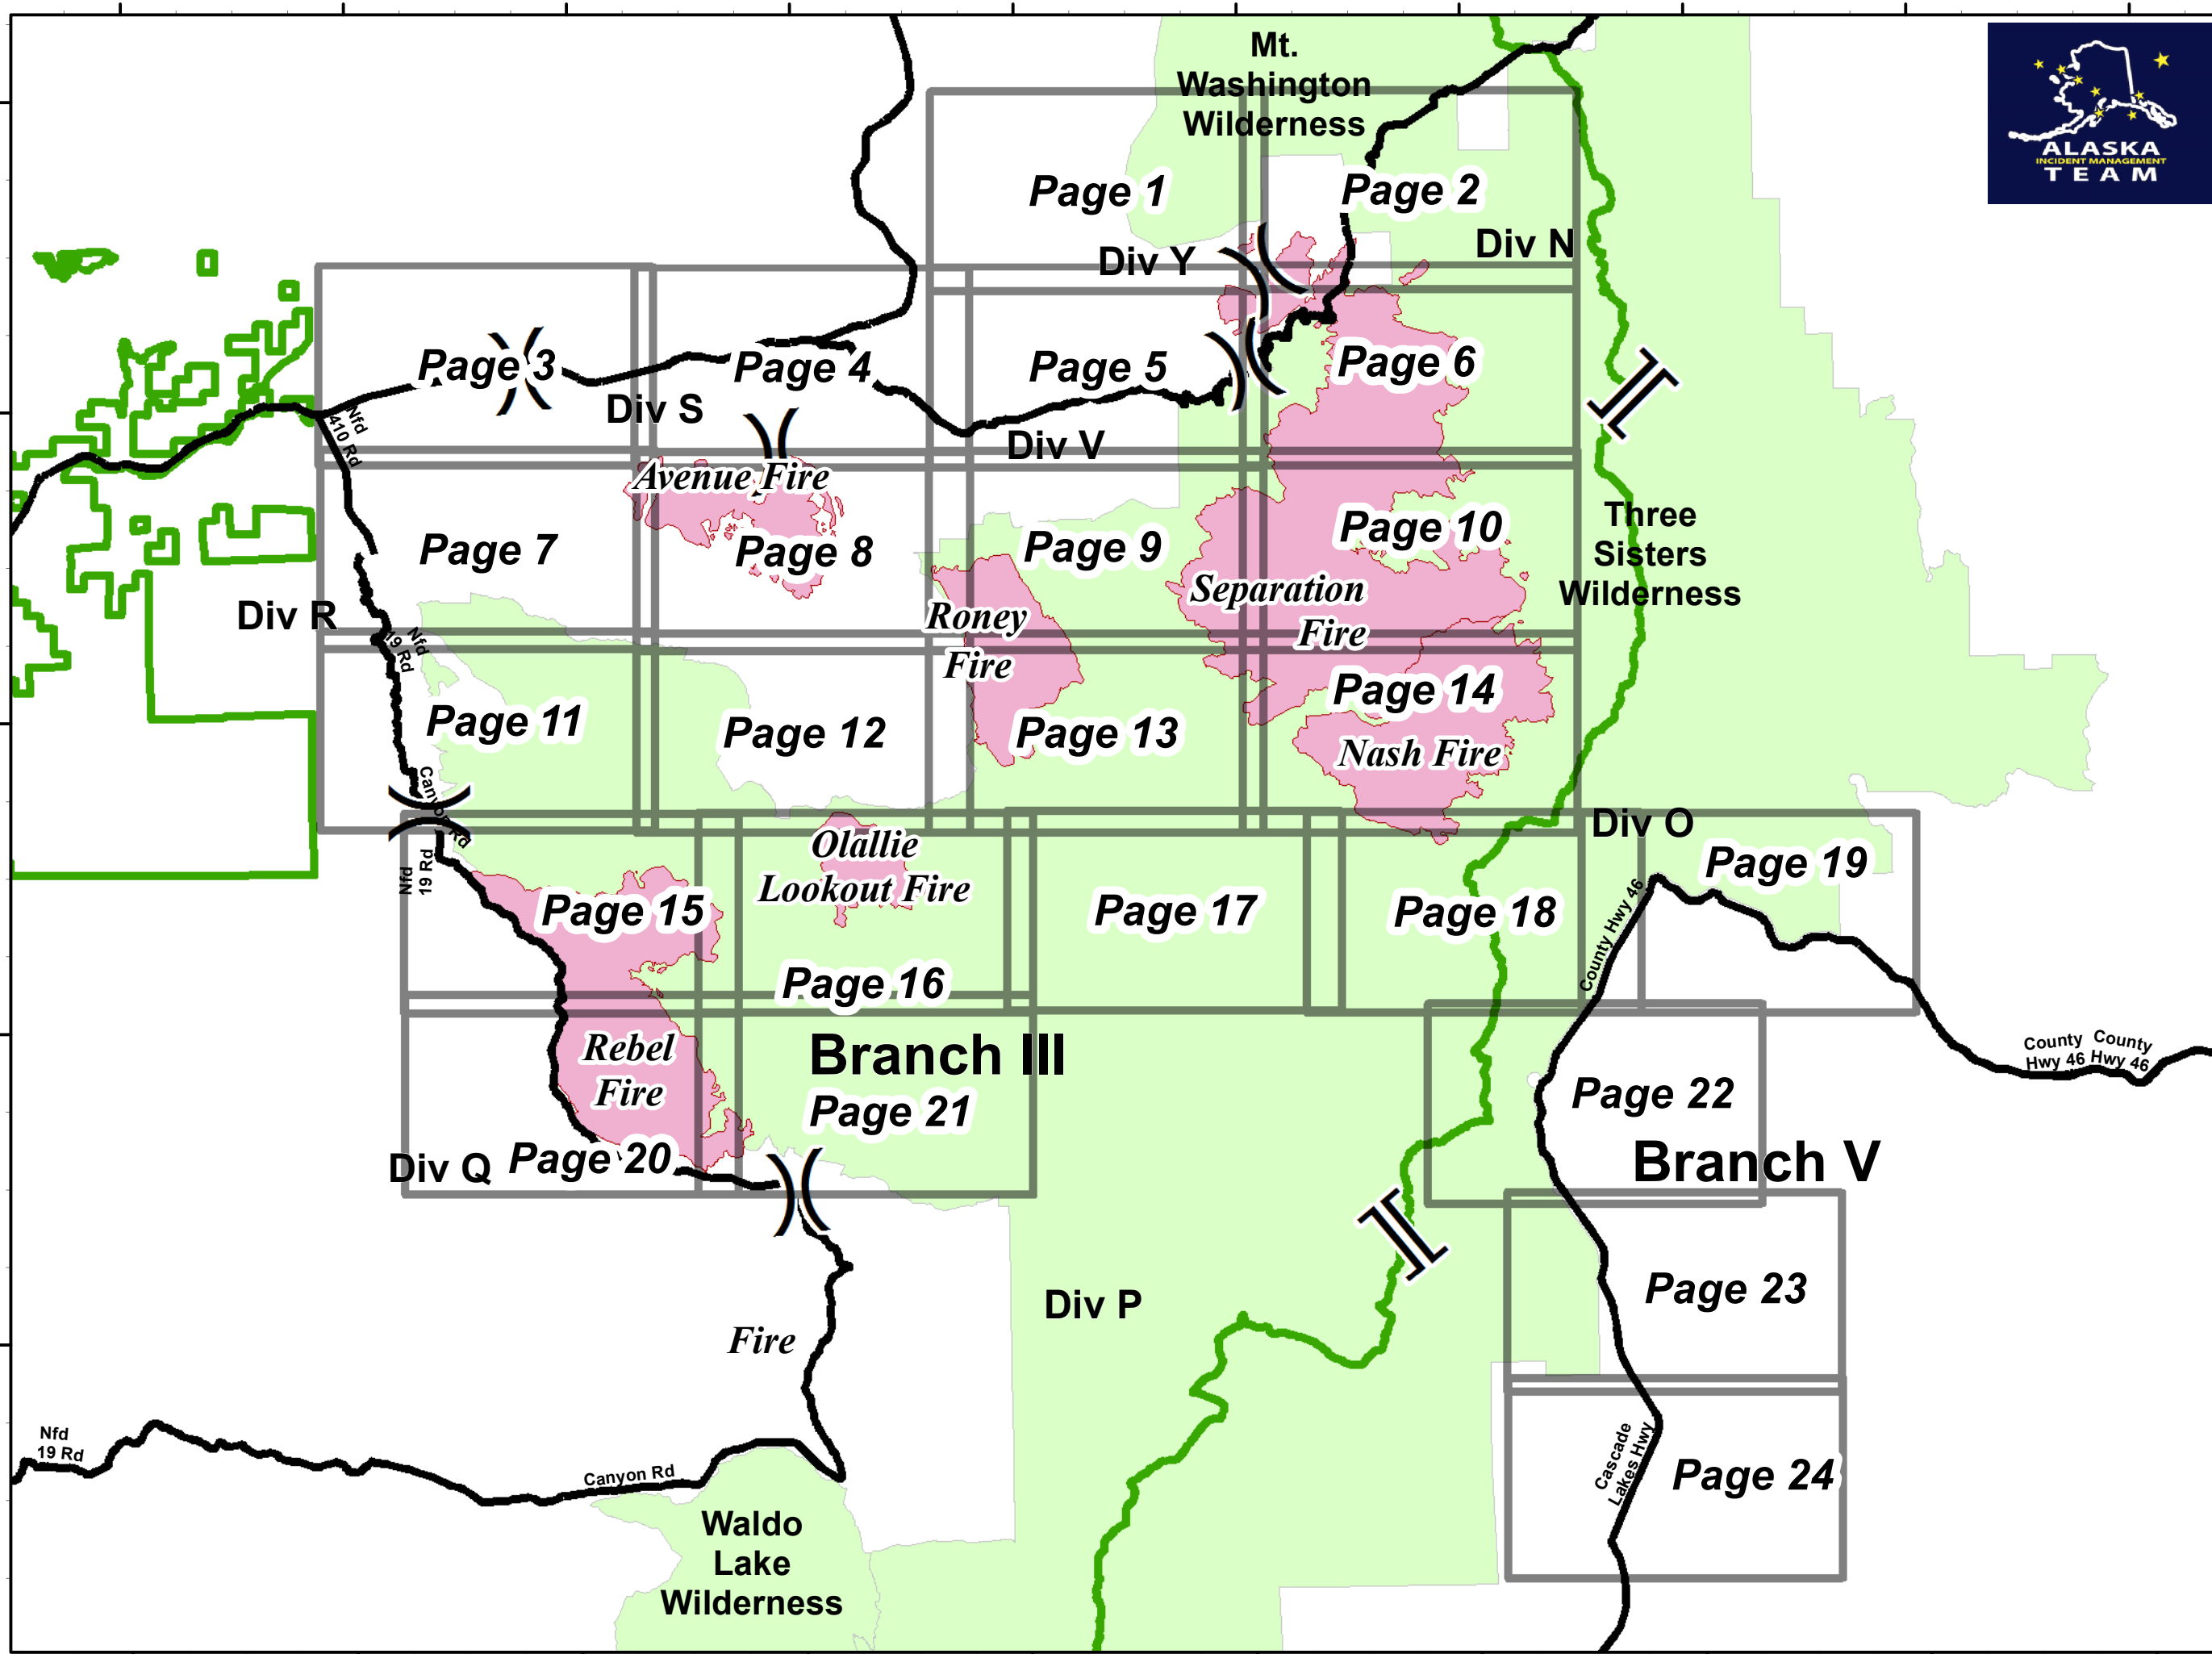 Mt.
Washington
Wilderness
ALASKA
INCIDENT MANAGEMENT
TEAM
Page 1
Page 2
Div Y
Div N
Page 3
Page 4
Page 5
Page 6
Div S
Nfd
410 Rd
Div V
Avenue Fire
Page 7
Page 8
Page 9
Page 10
Three
Sisters
Wilderness
Separation
Fire
Div R
Nfd
19 Rd
Roney
Fire
Page 11
Page 12
Page 13
Page 14
Nash Fire
Canyon Rd
Nfd
19 Rd
Olallie
Lookout Fire
Div O
Page 19
Page 15
Page 16
Page 17
Page 18
County Hwy 46
Rebel
Fire
Branch III
Page 21
County County
Hwy 46 Hwy 46
Page 22
Branch V
Div Q
Page 20
Page 23
Div P
Fire
Nfd
19 Rd
Canyon Rd
Cascade
Lakes Hwy
Page 24
Waldo
Lake
Wilderness